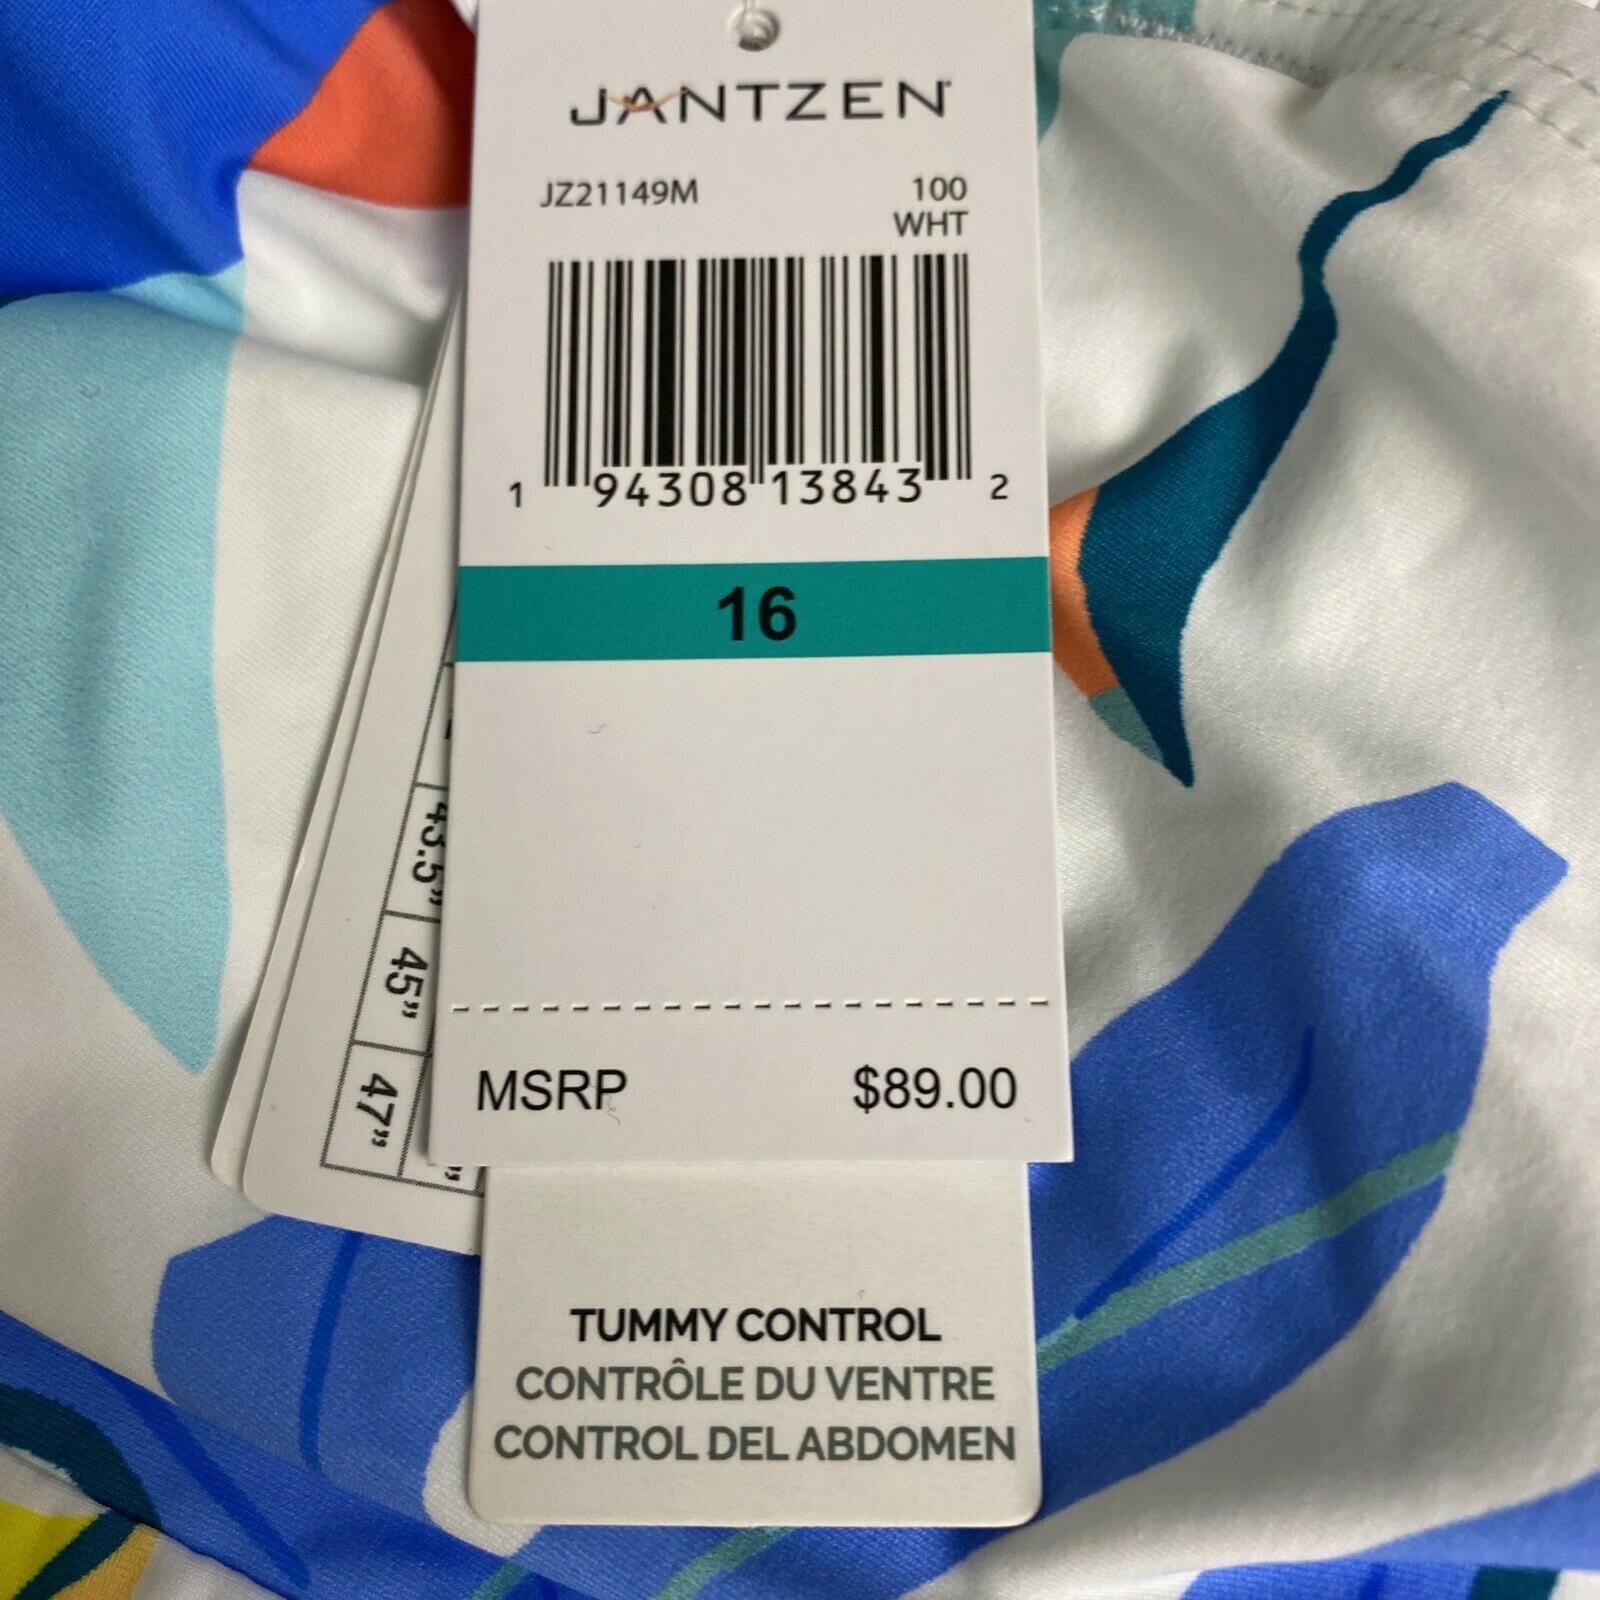 JANTZEN
JZ21149M 100
WHT
1 94308 13843 2
16
43.5”
45”
47”
MSRP $89.00
TUMMY CONTROL
CONTRÔLE DU VENTRE
CONTROL DEL ABDOMEN